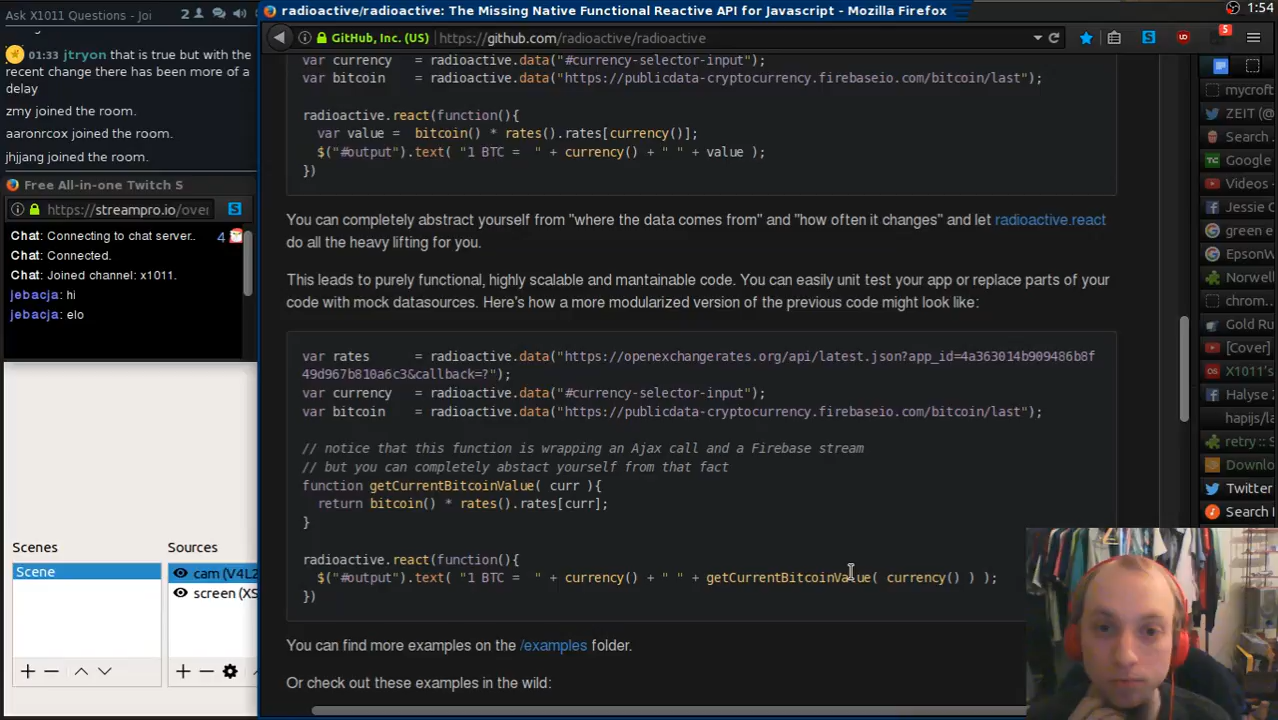 Ask X1011 Questions - Joi
2
01:33 jtryon that is true but with the
recent change there has been more of a
delay
zmy joined the room.
aaronrcox joined the room.
jhjjang joined the room.
Free All-in-one Twitch S
https://streampro.io/over
Chat: Connecting to chat server..
4
Chat: Connected.
Chat: Joined channel: x1011.
jebacja: hi
jebacja: elo
Scenes
Sources
Scene
cam (V4L2
screen (XS
radioactive/radioactive: The Missing Native Functional Reactive API for Javascript - Mozilla Firefox
1:54
GitHub, Inc. (US)
https://github.com/radioactive/radioactive
5
var currency = radioactive.data("#currency-selector-input");
var bitcoin = radioactive.data("https://publicdata-cryptocurrency.firebaseio.com/bitcoin/last");
radioactive.react(function(){
var value = bitcoin() * rates().rates[currency()];
$("#output").text( "1 BTC = " + currency() + " " + value );
})
You can completely abstract yourself from "where the data comes from" and "how often it changes" and let radioactive.react
do all the heavy lifting for you.
This leads to purely functional, highly scalable and mantainable code. You can easily unit test your app or replace parts of your
code with mock datasources. Here's how a more modularized version of the previous code might look like:
var rates = radioactive.data("https://openexchangerates.org/api/latest.json?app_id=4a363014b909486b8f
49d967b810a6c3&callback=?");
var currency = radioactive.data("#currency-selector-input");
var bitcoin = radioactive.data("https://publicdata-cryptocurrency.firebaseio.com/bitcoin/last");
// notice that this function is wrapping an Ajax call and a Firebase stream
// but you can completely abstact yourself from that fact
function getCurrentBitcoinValue( curr ){
return bitcoin() * rates().rates[curr];
}
radioactive.react(function(){
$("#output").text( "1 BTC = " + currency() + " " + getCurrentBitcoinValue( currency() ) );
})
You can find more examples on the /examples folder.
Or check out these examples in the wild:
mycroft
ZEIT (@
Search
Google
Videos -
Jessie C
green e
EpsonW
Norwell
chrom...
Gold Ru
[Cover]
X1011's
Halyse Z
hapijs/l
retry ::
Downlo
Twitter
Search I